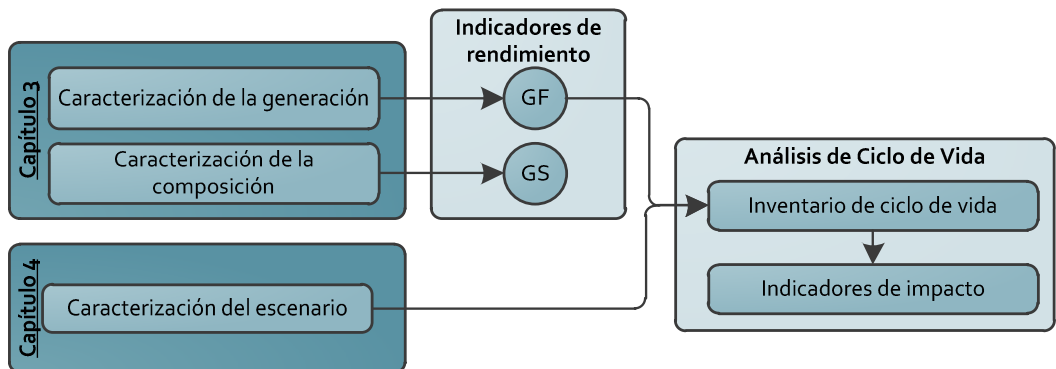 Capítulo 3
Caracterización de la generación
Caracterización de la
composición
Indicadores de
rendimiento
GF
GS
Capítulo 4
Caracterización del escenario
Análisis de Ciclo de Vida
Inventario de ciclo de vida
Indicadores de impacto